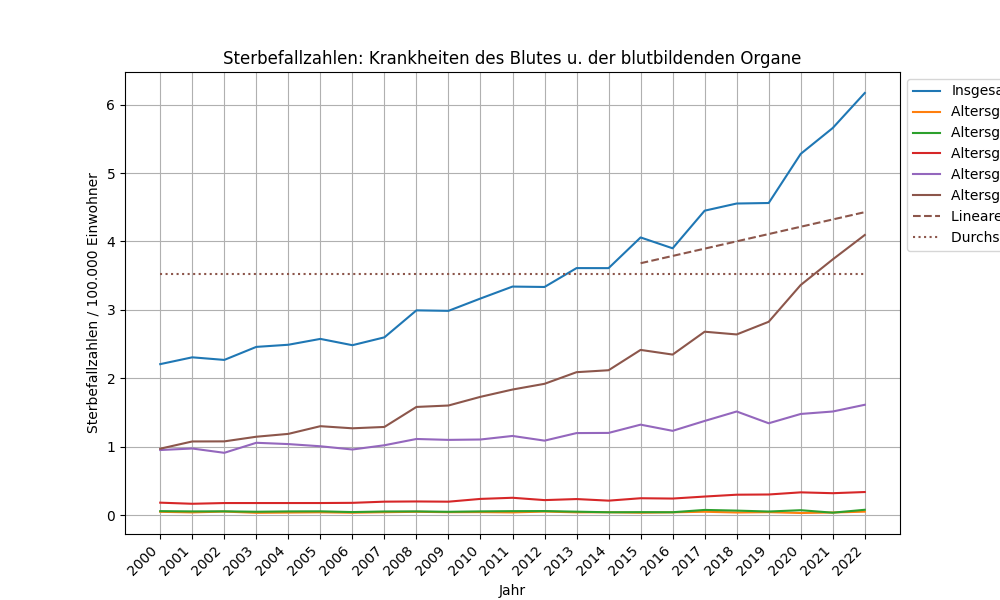 Sterbefallzahlen: Krankheiten des Blutes u. der blutbildenden Organe
Sterbefallzahlen / 100.000 Einwohner
6
5
4
3
2
1
0
2000
2001
2002
2003
2004
2005
2006
2007
2008
2009
2010
2011
2012
2013
2014
2015
2016
2017
2018
2019
2020
2021
2022
Jahr
Insgesa
Altersg
Altersg
Altersg
Altersg
Altersg
Lineare
Durchs